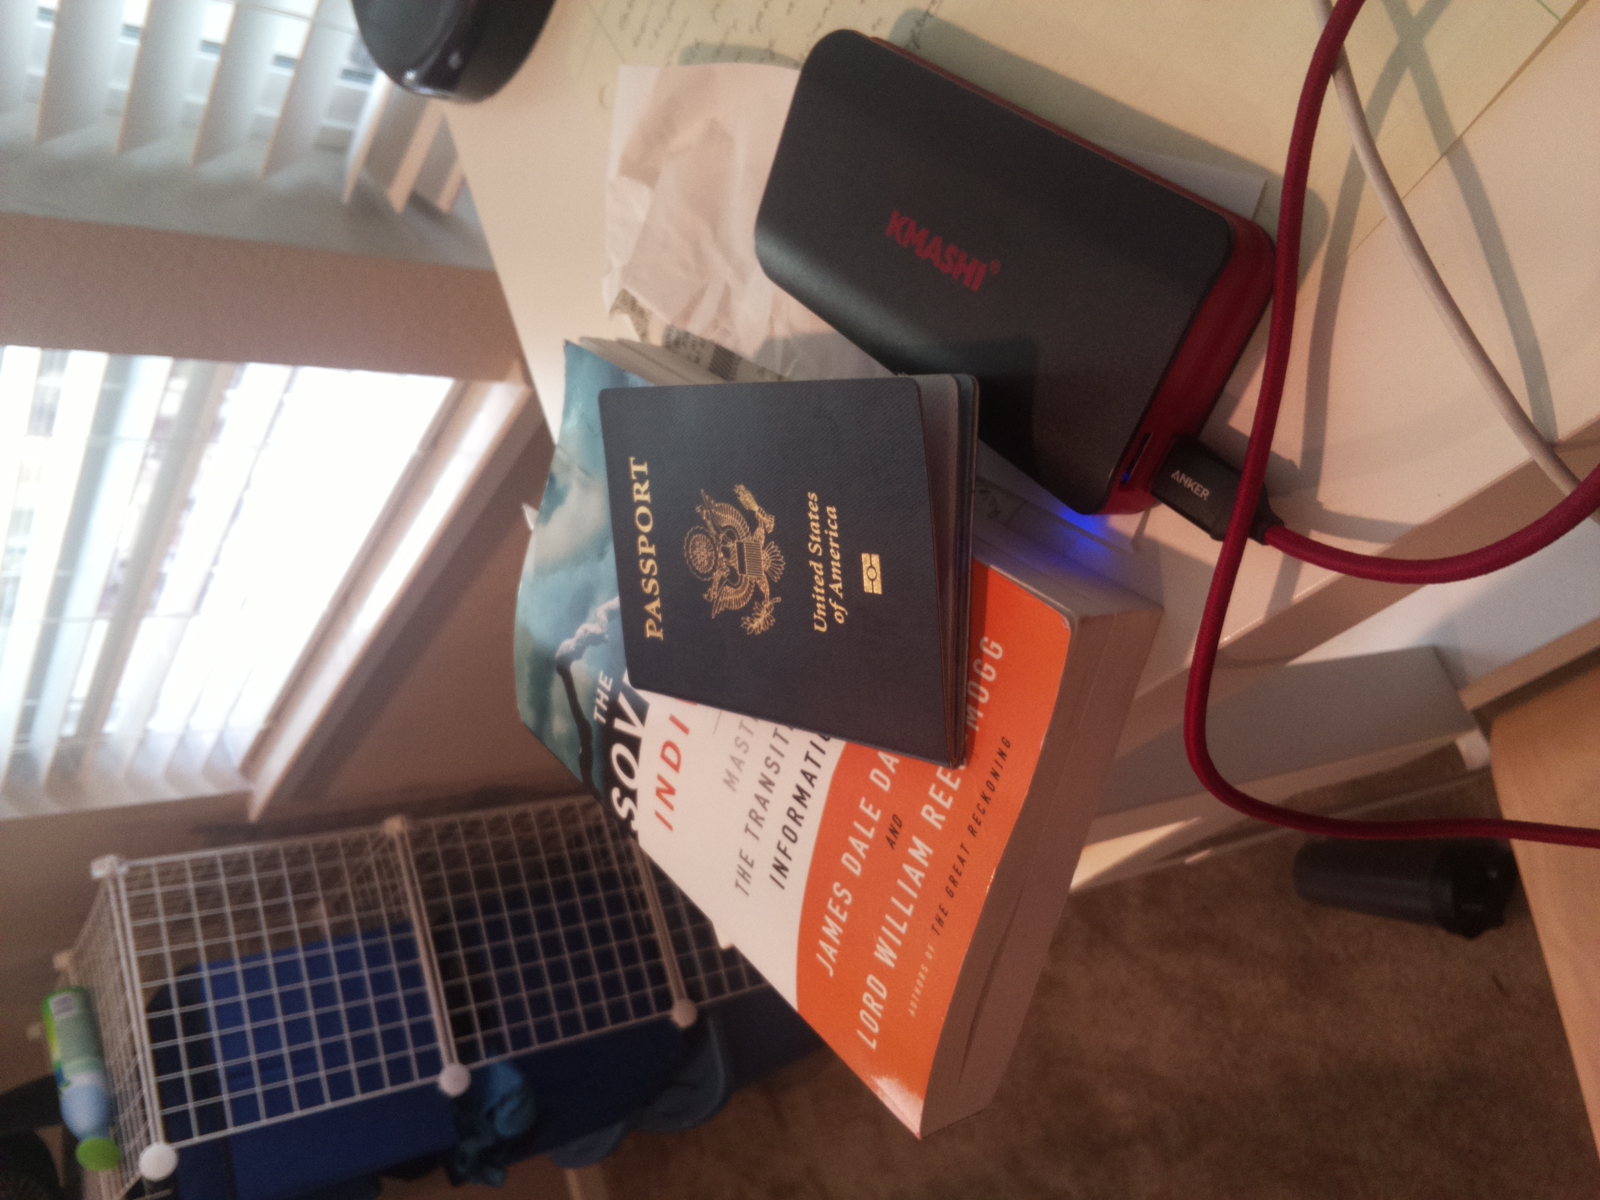 KMASHI®
ANKER
PASSPORT
United States
of America
THE
SOV
INDI
MAST
THE TRANSIT
INFORMATIO
JAMES DALE DA
AND
LORD WILLIAM REE MOGG
AUTHORS OF THE GREAT RECKONING